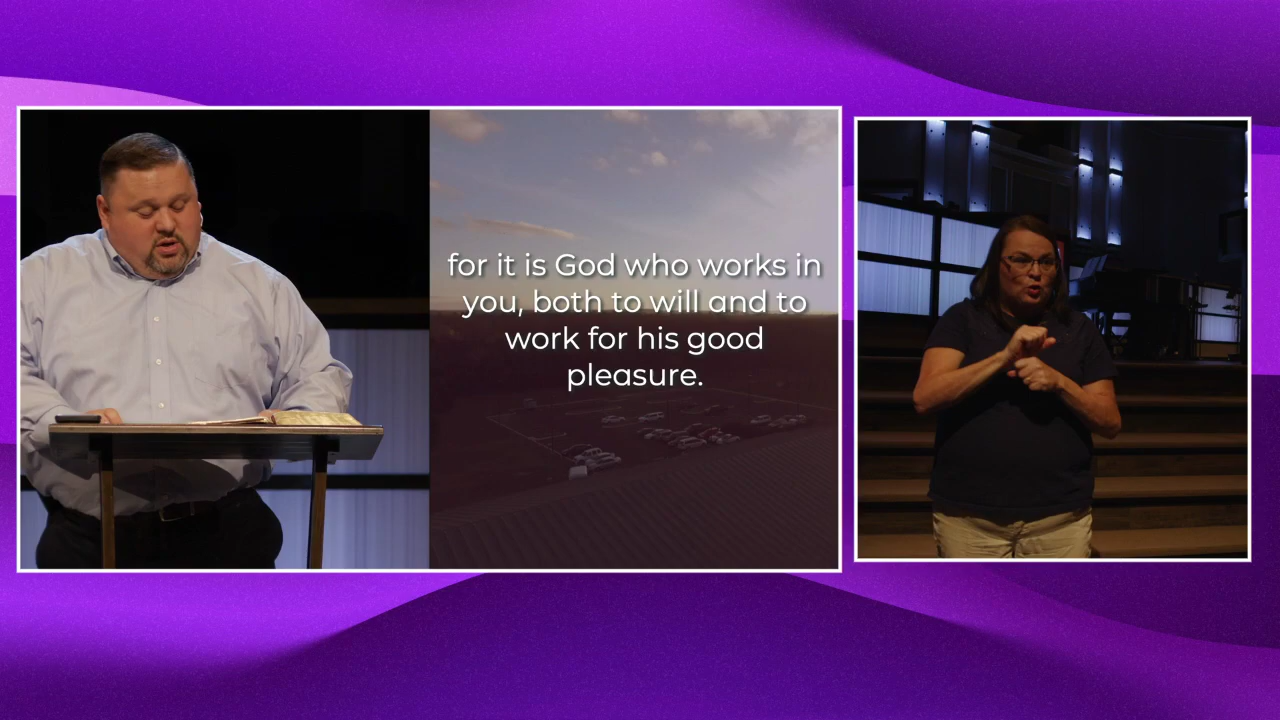 for it is God who works in
you, both to will and to
work for his good
pleasure.